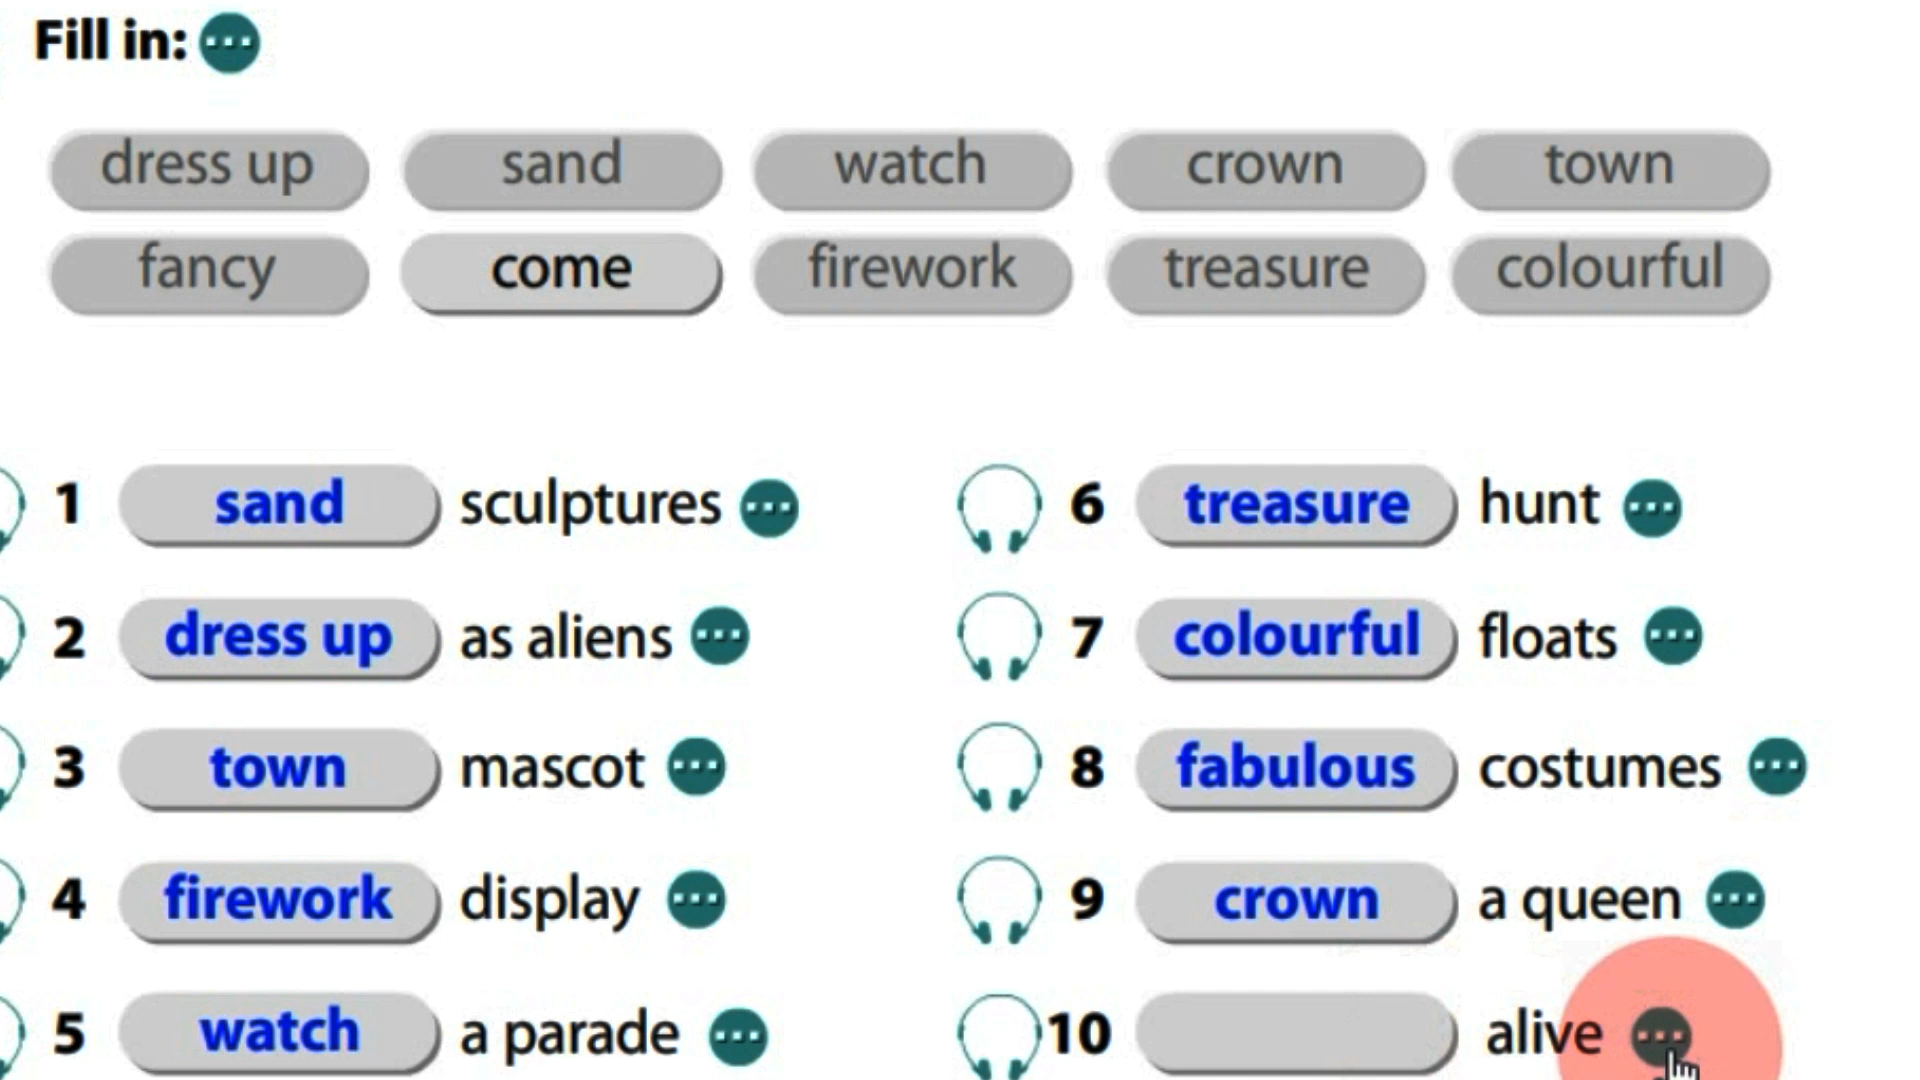 Fill in:
dress up sand watch crown town
fancy come firework treasure colourful
1 sand sculptures
2 dress up as aliens
3 town mascot
4 firework display
5 watch a parade
6 treasure hunt
7 colourful floats
8 fabulous costumes
9 crown a queen
10 alive